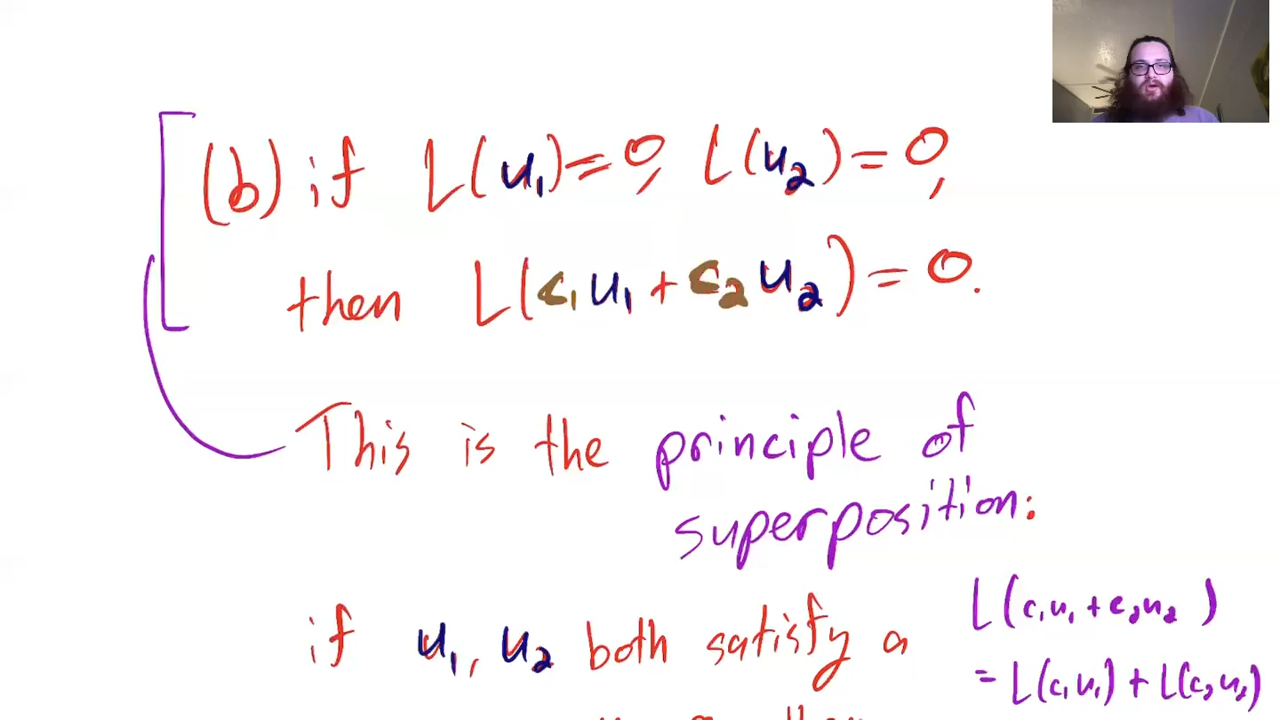 (b) if L(u₁)=0, L(u₂)=0,
then L(c₁u₁+c₂u₂)=0.
This is the principle of
superposition:
if u₁, u₂ both satisfy a
L(c₁u₁+c₂u₂)
=L(c₁u₁)+L(c₂u₂)